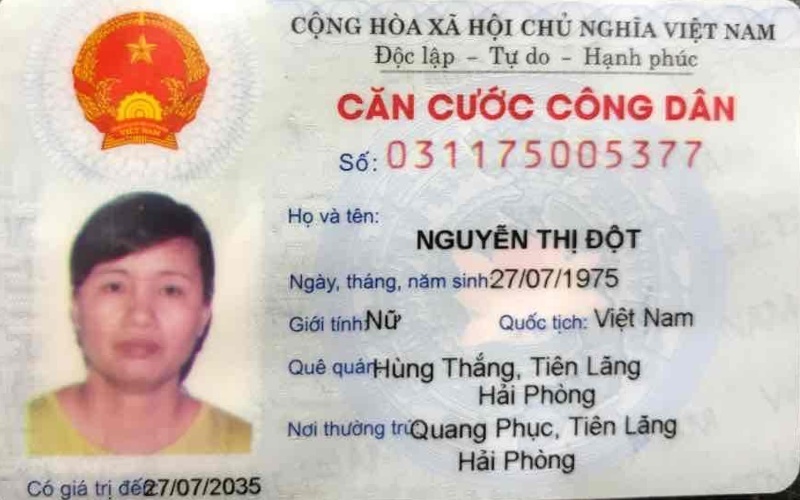 CỘNG HÒA XÃ HỘI CHỦ NGHĨA VIỆT NAM
Độc lập – Tự do – Hạnh phúc
CĂN CƯỚC CÔNG DÂN
Số: 031175005377
Họ và tên:
NGUYỄN THỊ ĐỘT
Ngày, tháng, năm sinh: 27/07/1975
Giới tính: Nữ Quốc tịch: Việt Nam
Quê quán Hùng Thắng, Tiên Lãng
Hải Phòng
Nơi thường trú Quang Phục, Tiên Lãng
Hải Phòng
Có giá trị đến 27/07/2035
VIỆT NAM